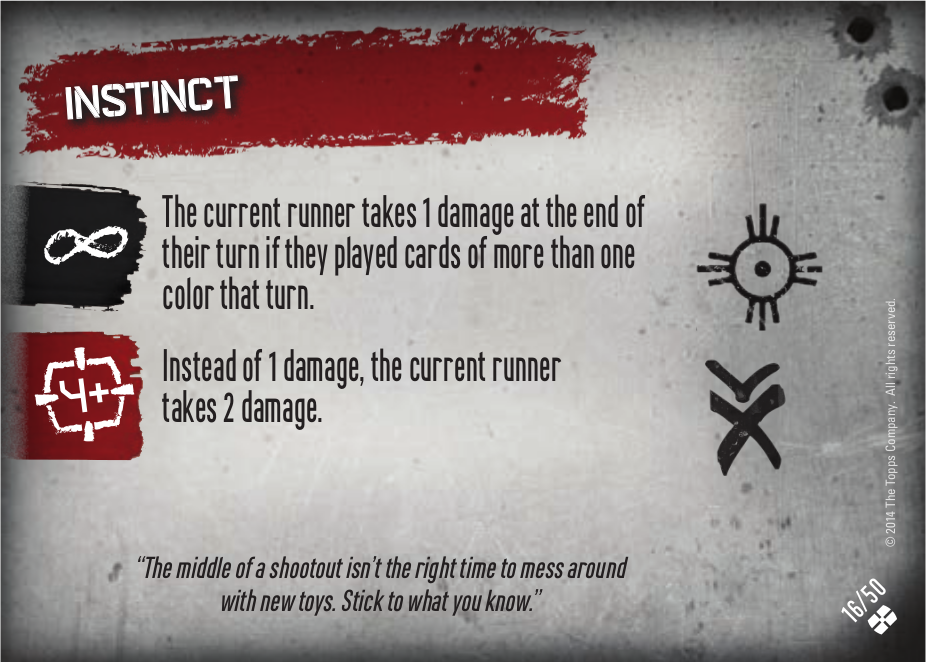 INSTINCT
∞
The current runner takes 1 damage at the end of
their turn if they played cards of more than one
color that turn.
4+
Instead of 1 damage, the current runner
takes 2 damage.
“The middle of a shootout isn’t the right time to mess around
with new toys. Stick to what you know.”
© 2014 The Topps Company. All rights reserved.
16/50